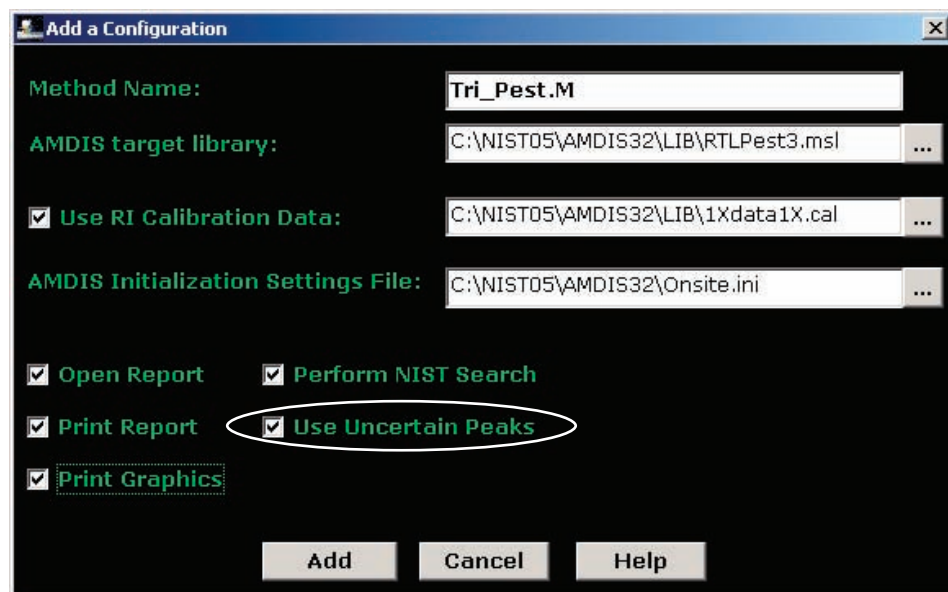 Add a Configuration
Method Name: Tri_Pest.M
AMDIS target library: C:\NIST05\AMDIS32\LIB\RTLPest3.msl ...
Use RI Calibration Data: C:\NIST05\AMDIS32\LIB\1Xdata1X.cal ...
AMDIS Initialization Settings File: C:\NIST05\AMDIS32\Onsite.ini ...
Open Report Perform NIST Search
Print Report Use Uncertain Peaks
Print Graphics
Add Cancel Help